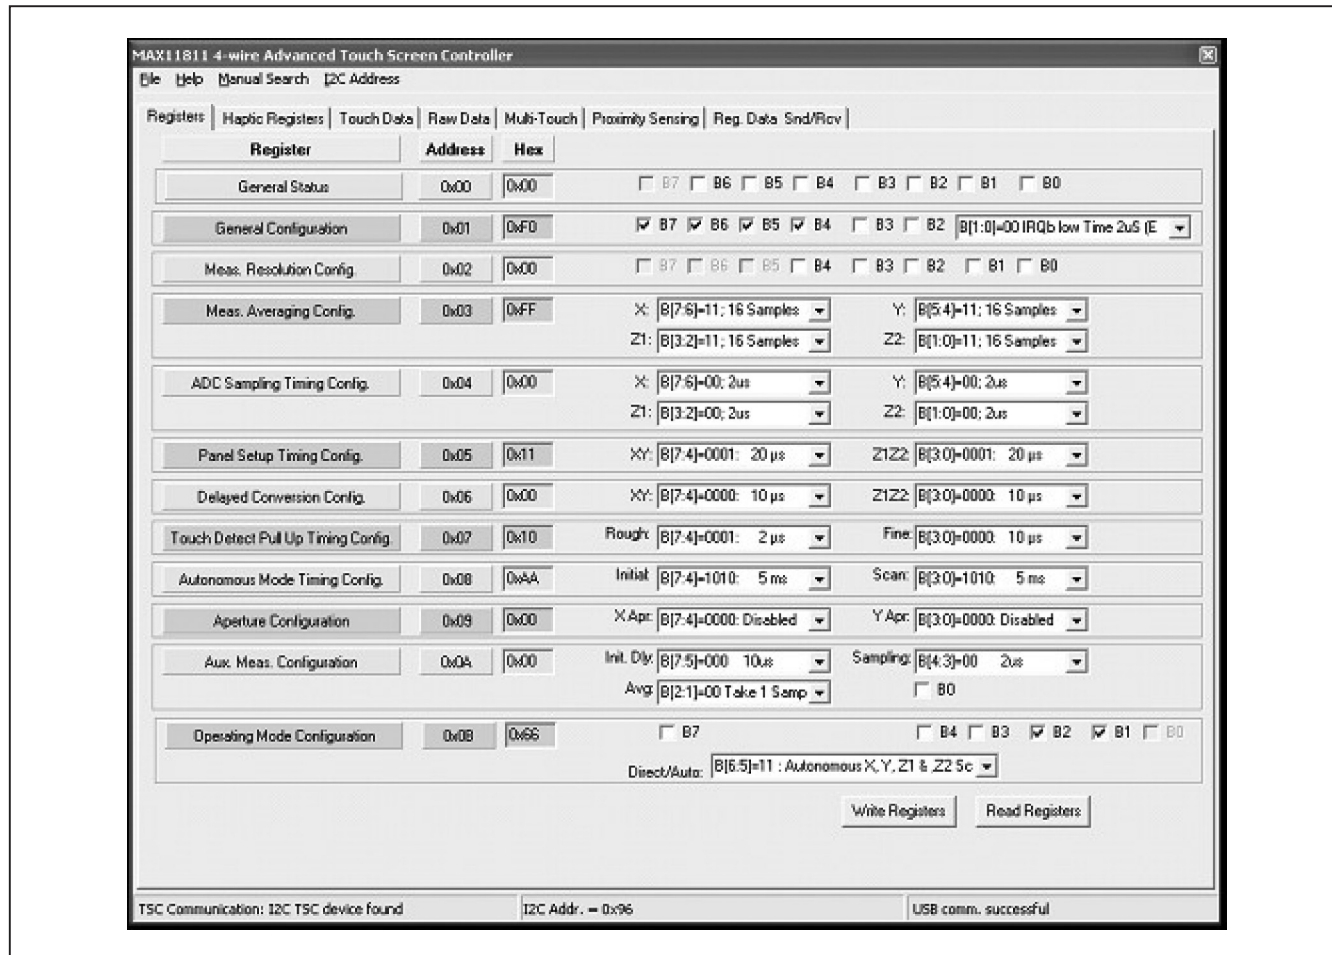 MAX11811 4-wire Advanced Touch Screen Controller
File Help Manual Search I2C Address
Registers Haptic Registers Touch Data Raw Data Multi-Touch Proximity Sensing Reg. Data Snd/Rcv
Register Address Hex
General Status 0x00 0x00 B7 B6 B5 B4 B3 B2 B1 B0
General Configuration 0x01 0xF0 B7 B6 B5 B4 B3 B2 B[1:0]=00 IRQb low Time 2uS (E
Meas. Resolution Config. 0x02 0x00 B7 B6 B5 B4 B3 B2 B1 B0
Meas. Averaging Config. 0x03 0xFF X: B[7:6]=11; 16 Samples Y: B[5:4]=11; 16 Samples
Z1: B[3:2]=11; 16 Samples Z2: B[1:0]=11; 16 Samples
ADC Sampling Timing Config. 0x04 0x00 X: B[7:6]=00; 2us Y: B[5:4]=00; 2us
Z1: B[3:2]=00; 2us Z2: B[1:0]=00; 2us
Panel Setup Timing Config. 0x05 0x11 XY: B[7:4]=0001: 20 µs Z1Z2: B[3:0]=0001: 20 µs
Delayed Conversion Config. 0x06 0x00 XY: B[7:4]=0000: 10 µs Z1Z2: B[3:0]=0000: 10 µs
Touch Detect Pull Up Timing Config. 0x07 0x10 Rough: B[7:4]=0001: 2 µs Fine: B[3:0]=0000: 10 µs
Autonomous Mode Timing Config. 0x08 0xAA Initial: B[7:4]=1010: 5 ms Scan: B[3:0]=1010: 5 ms
Aperture Configuration 0x09 0x00 X Apr: B[7:4]=0000: Disabled Y Apr: B[3:0]=0000: Disabled
Aux. Meas. Configuration 0x0A 0x00 Init. Dly: B[7:5]=000 10us Sampling: B[4:3]=00 2us
Avg: B[2:1]=00 Take 1 Samp B0
Operating Mode Configuration 0x0B 0x66 B7 B4 B3 B2 B1 B0
Direct/Auto: B[6:5]=11 : Autonomous X, Y, Z1 & ,Z2 Sc
Write Registers Read Registers
TSC Communication: I2C TSC device found I2C Addr. = 0x96 USB comm. successful